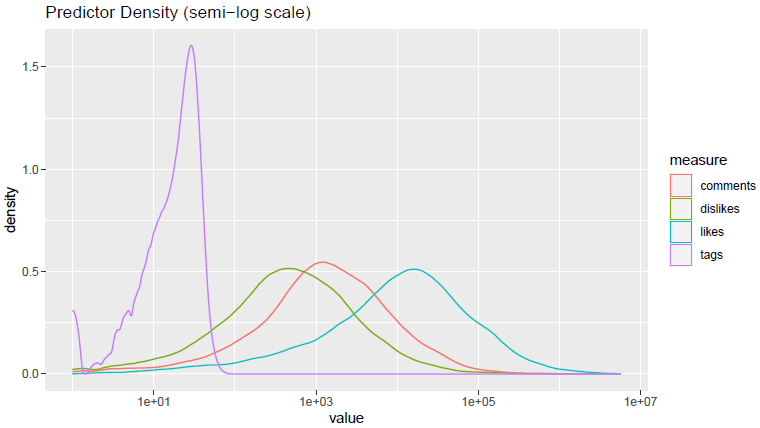 Predictor Density (semi−log scale)
density
1.5
1.0
0.5
0.0
1e+01
1e+03
1e+05
1e+07
value
measure
comments
dislikes
likes
tags